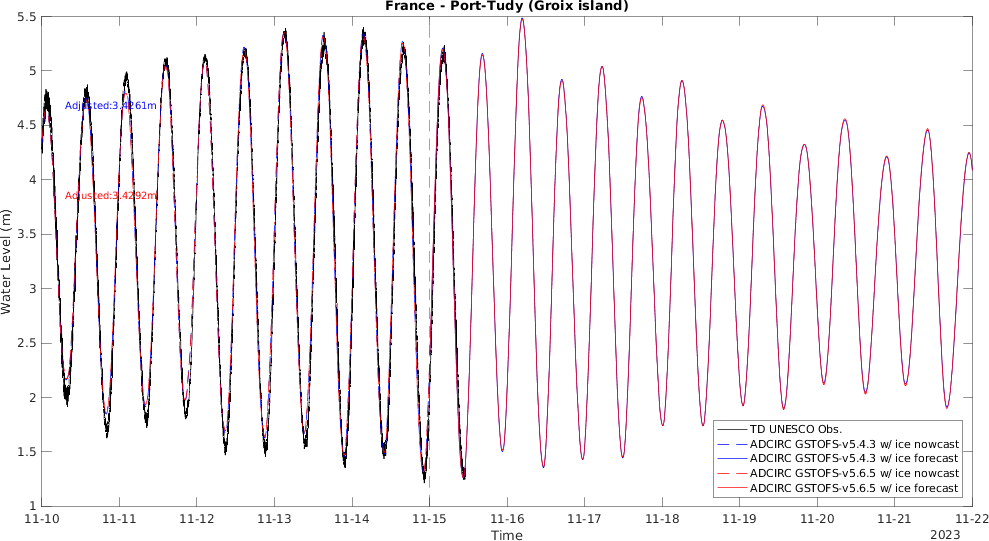 France - Port-Tudy (Groix island)
Water Level (m)
5.5
5
4.5
4
3.5
3
2.5
2
1.5
1
Adjusted:3.4261m
Adjusted:3.4292m
TD UNESCO Obs.
ADCIRC GSTOFS-v5.4.3 w/ ice nowcast
ADCIRC GSTOFS-v5.4.3 w/ ice forecast
ADCIRC GSTOFS-v5.6.5 w/ ice nowcast
ADCIRC GSTOFS-v5.6.5 w/ ice forecast
11-10 11-11 11-12 11-13 11-14 11-15 11-16 11-17 11-18 11-19 11-20 11-21 11-22
Time
2023